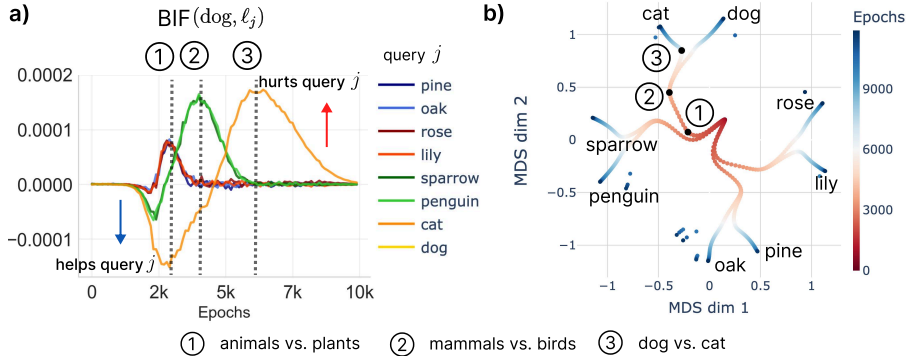 a)
BIF(dog, ℓj)
1 2 3
query j
hurts query j
0.0002
0.0001
0.0000
−0.0001
helps query j
0 2k 5k 7k 10k
Epochs
pine
oak
rose
lily
sparrow
penguin
cat
dog
b)
Epochs
cat
dog
3
2
1
rose
sparrow
lily
penguin
pine
oak
MDS dim 2
1
0.5
0
−0.5
−1
−1 −0.5 0 0.5 1
MDS dim 1
9000
6000
3000
0
1 animals vs. plants 2 mammals vs. birds 3 dog vs. cat